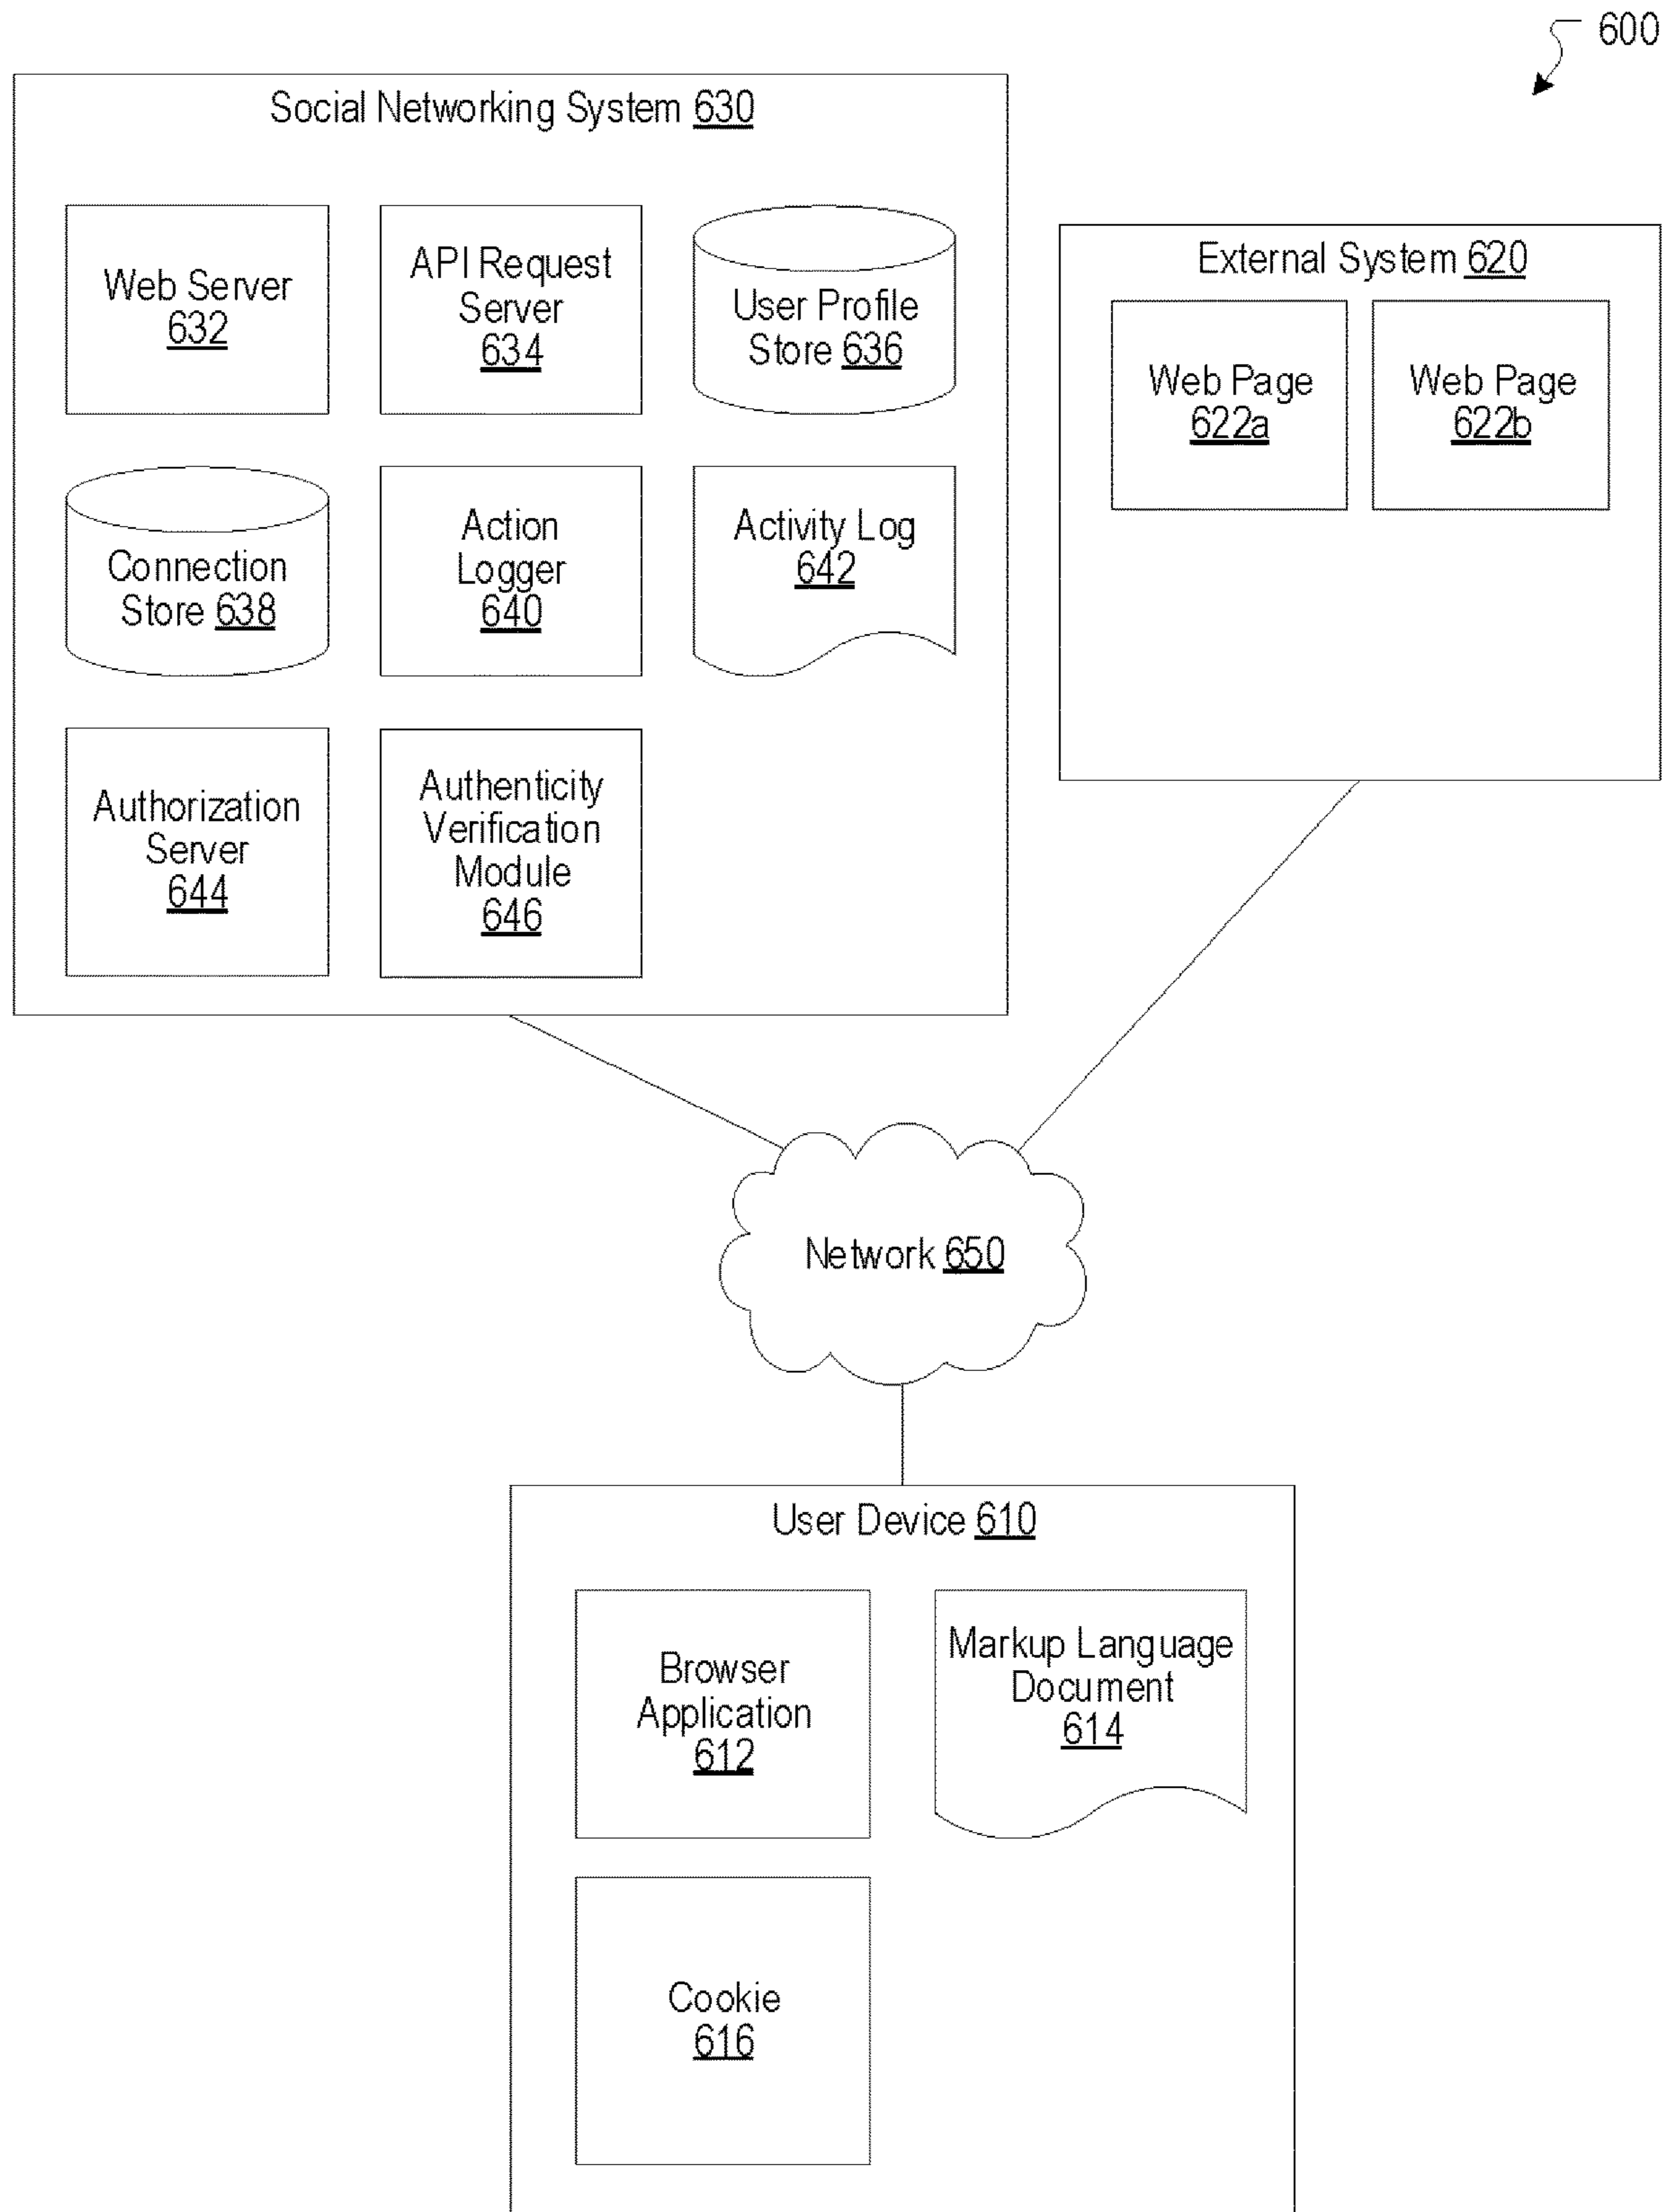 600
Social Networking System 630
Web Server
632
API Request
Server
634
User Profile
Store 636
Connection
Store 638
Action
Logger
640
Activity Log
642
Authorization
Server
644
Authenticity
Verification
Module
646
External System 620
Web Page
622a
Web Page
622b
Network 650
User Device 610
Browser
Application
612
Markup Language
Document
614
Cookie
616